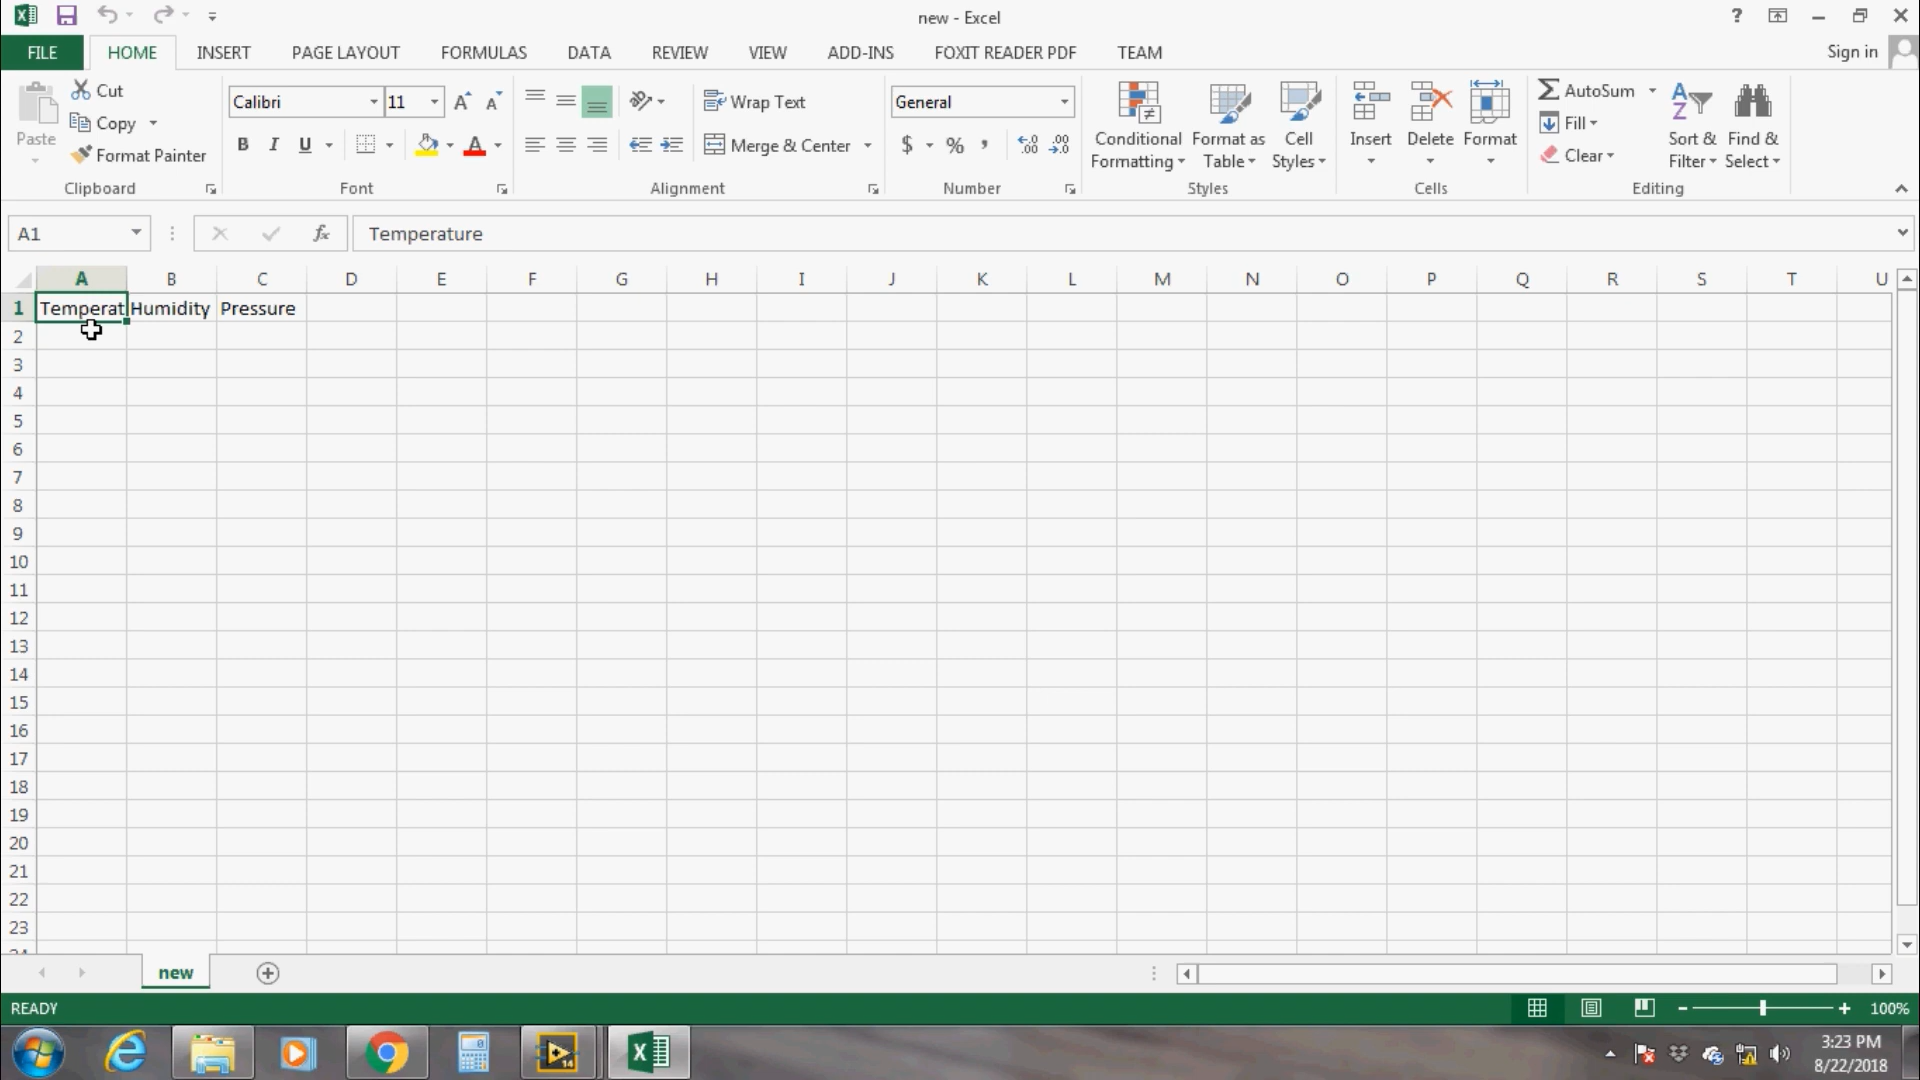 new - Excel
?
FILE HOME INSERT PAGE LAYOUT FORMULAS DATA REVIEW VIEW ADD-INS FOXIT READER PDF TEAM Sign in
Paste
Cut
Copy
Format Painter
Clipboard
Calibri 11
B I U
Font
Wrap Text
Merge & Center
Alignment
General
$ % ,
Number
Conditional Formatting
Format as Table
Cell Styles
Styles
Insert
Delete
Format
Cells
AutoSum
Fill
Clear
Sort & Filter
Find & Select
Editing
A1 fx Temperature
A B C D E F G H I J K L M N O P Q R S T U
1 Temperat Humidity Pressure
2
3
4
5
6
7
8
9
10
11
12
13
14
15
16
17
18
19
20
21
22
23
new
READY 100%
3:23 PM
8/22/2018